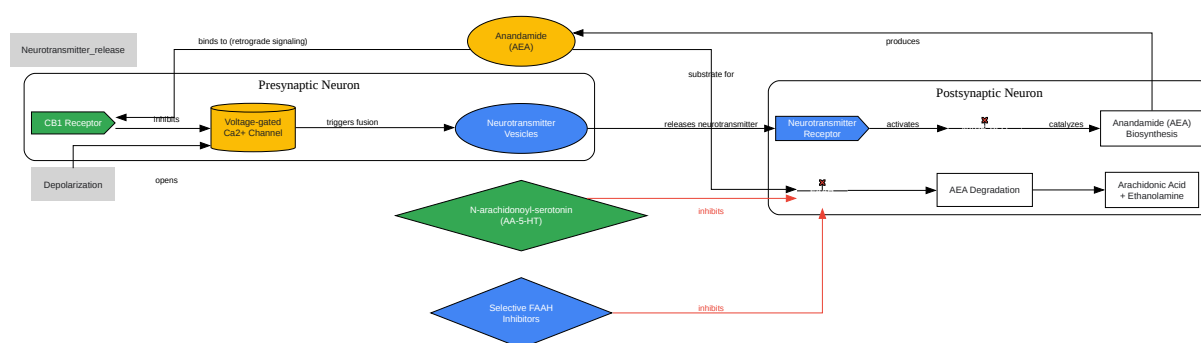 Anandamide
(AEA)
binds to (retrograde signaling)
produces
Neurotransmitter_release
substrate for
Presynaptic Neuron
Postsynaptic Neuron
CB1 Receptor
inhibits
Voltage-gated
Ca2+ Channel
triggers fusion
Neurotransmitter
Vesicles
releases neurotransmitter
Neurotransmitter
Receptor
activates
catalyzes
Anandamide (AEA)
Biosynthesis
Depolarization
opens
AEA Degradation
Arachidonic Acid
+ Ethanolamine
N-arachidonoyl-serotonin
(AA-5-HT)
inhibits
Selective FAAH
Inhibitors
inhibits